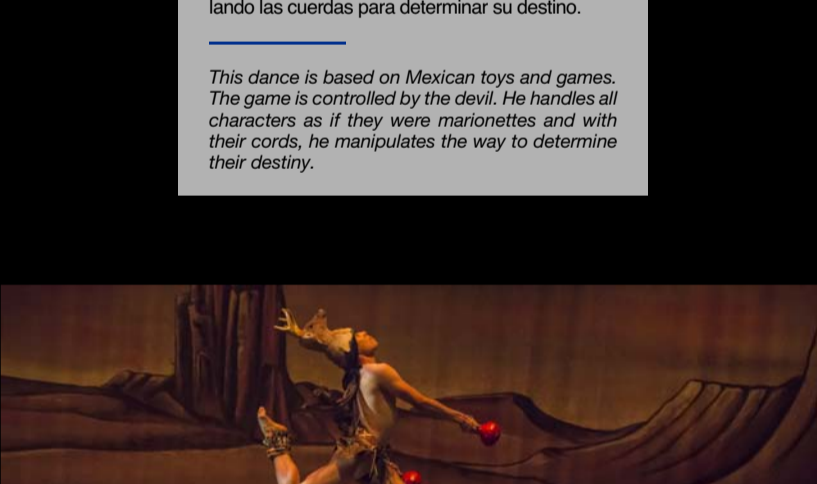 lando las cuerdas para determinar su destino.
This dance is based on Mexican toys and games.
The game is controlled by the devil. He handles all
characters as if they were marionettes and with
their cords, he manipulates the way to determine
their destiny.